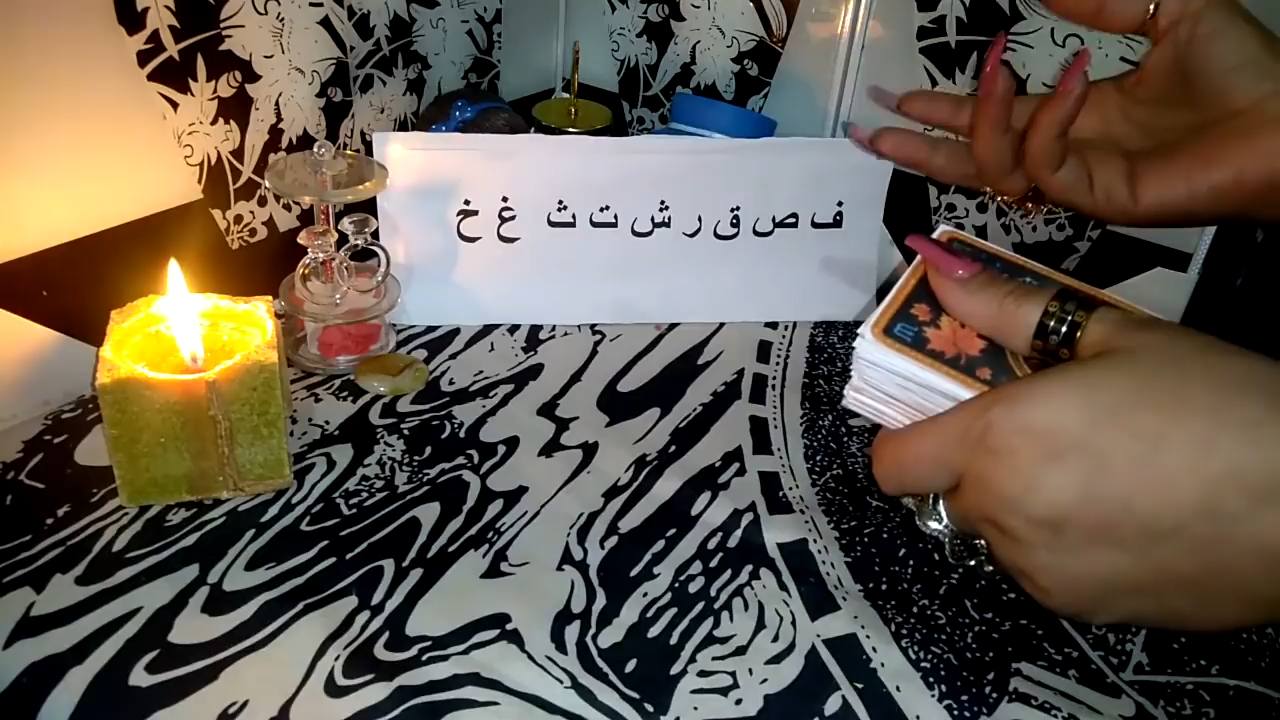 ف ص ق ر ش ت ث غ خ